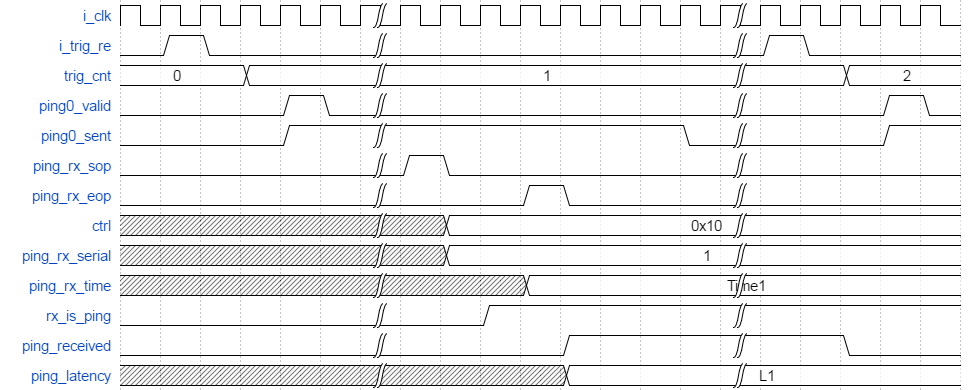 i_clk
i_trig_re
trig_cnt 0 1 2
ping0_valid
ping0_sent
ping_rx_sop
ping_rx_eop
ctrl 0x10
ping_rx_serial 1
ping_rx_time Time1
rx_is_ping
ping_received
ping_latency L1